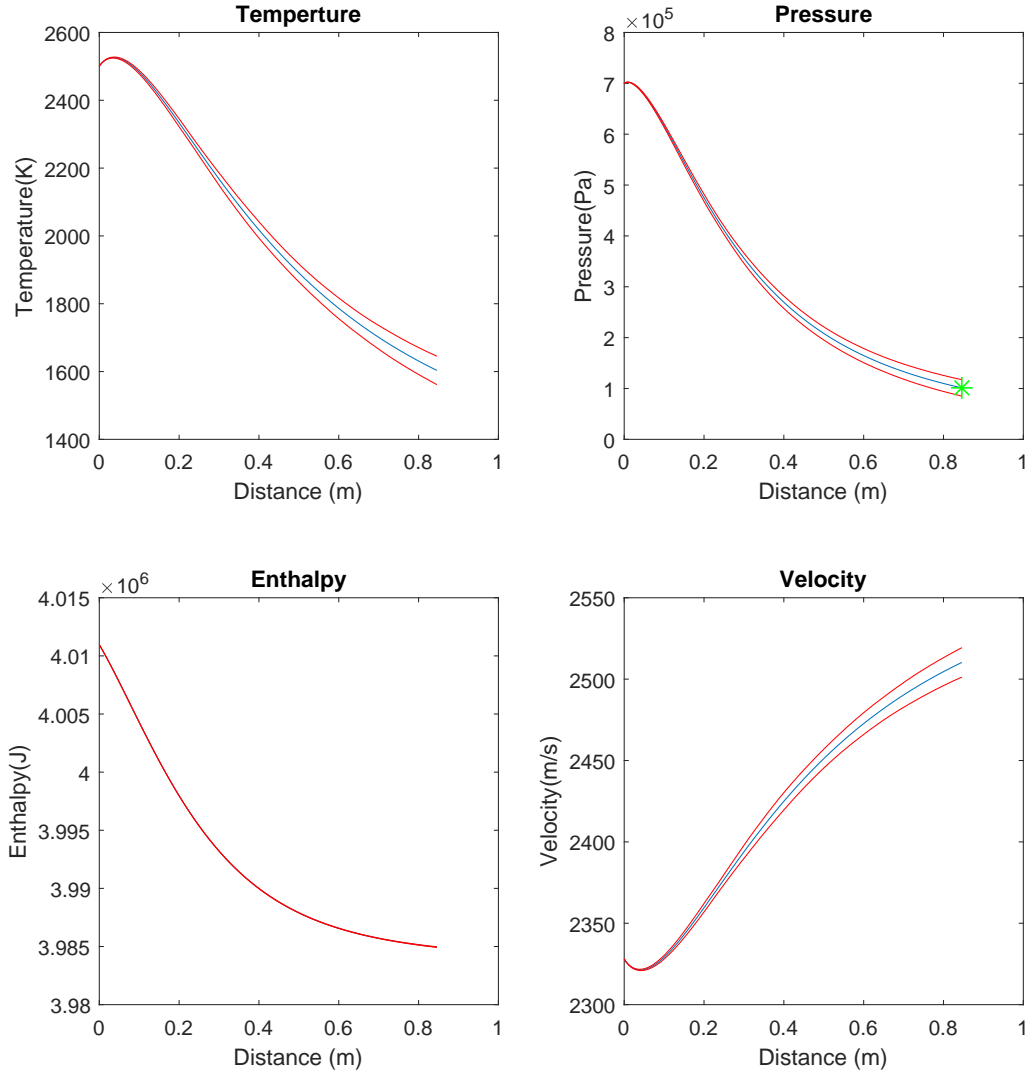 Temperture
2600
2400
2200
2000
1800
1600
1400
Temperature(K)
0 0.2 0.4 0.6 0.8 1
Distance (m)
Pressure
×10^5
8
7
6
5
4
3
2
1
0
Pressure(Pa)
0 0.2 0.4 0.6 0.8 1
Distance (m)
Enthalpy
×10^6
4.015
4.01
4.005
4
3.995
3.99
3.985
3.98
Enthalpy(J)
0 0.2 0.4 0.6 0.8 1
Distance (m)
Velocity
2550
2500
2450
2400
2350
2300
Velocity(m/s)
0 0.2 0.4 0.6 0.8 1
Distance (m)